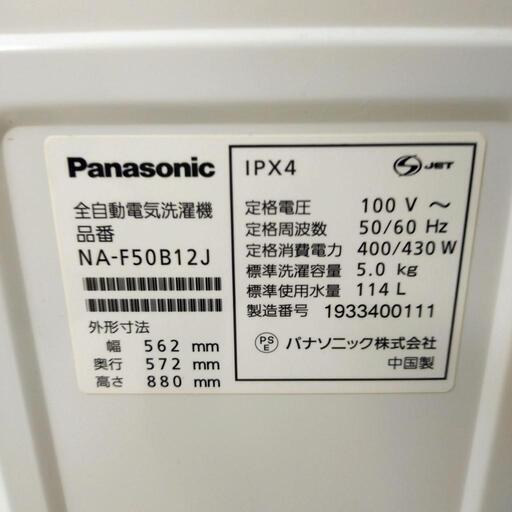 Panasonic
全自動電気洗濯機
品番
NA-F50B12J
外形寸法
幅 562 mm
奥行 572 mm
高さ 880 mm
IPX4
S JET
定格電圧 100 V ～
定格周波数 50/60 Hz
定格消費電力 400/430 W
標準洗濯容量 5.0 kg
標準使用水量 114 L
製造番号 1933400111
PS E パナソニック株式会社
中国製